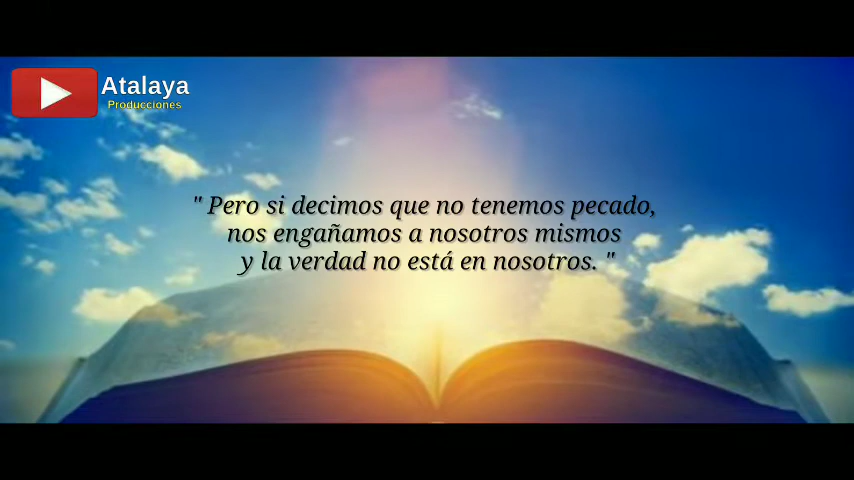 Atalaya
Producciones
" Pero si decimos que no tenemos pecado,
nos engañamos a nosotros mismos
y la verdad no está en nosotros. "